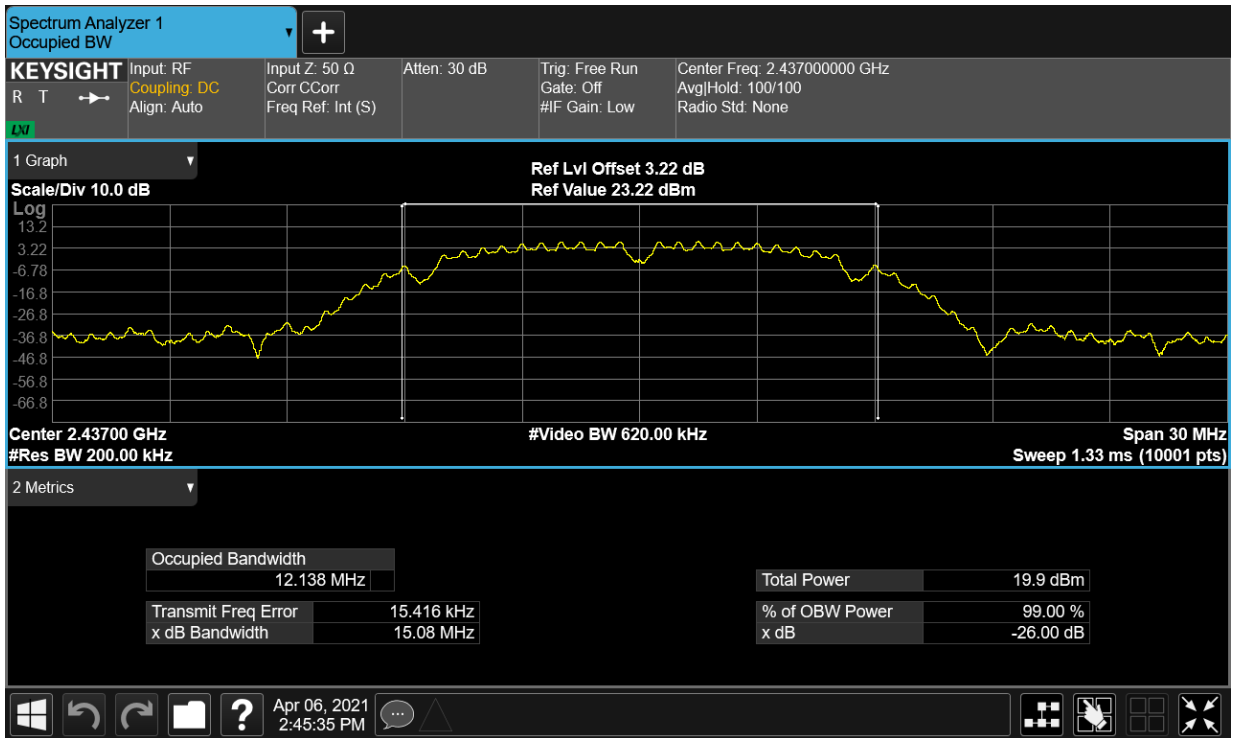 Spectrum Analyzer 1
Occupied BW
KEYSIGHT
R T
LXI
Input: RF
Coupling: DC
Align: Auto
Input Z: 50 Ω
Corr CCorr
Freq Ref: Int (S)
Atten: 30 dB
Trig: Free Run
Gate: Off
#IF Gain: Low
Center Freq: 2.437000000 GHz
Avg|Hold: 100/100
Radio Std: None
1 Graph
Scale/Div 10.0 dB
Ref Lvl Offset 3.22 dB
Ref Value 23.22 dBm
Log
13.2
3.22
-6.78
-16.8
-26.8
-36.8
-46.8
-56.8
-66.8
Center 2.43700 GHz
#Res BW 200.00 kHz
#Video BW 620.00 kHz
Span 30 MHz
Sweep 1.33 ms (10001 pts)
2 Metrics
Occupied Bandwidth
12.138 MHz
Transmit Freq Error 15.416 kHz
x dB Bandwidth 15.08 MHz
Total Power 19.9 dBm
% of OBW Power 99.00 %
x dB -26.00 dB
?
Apr 06, 2021
2:45:35 PM